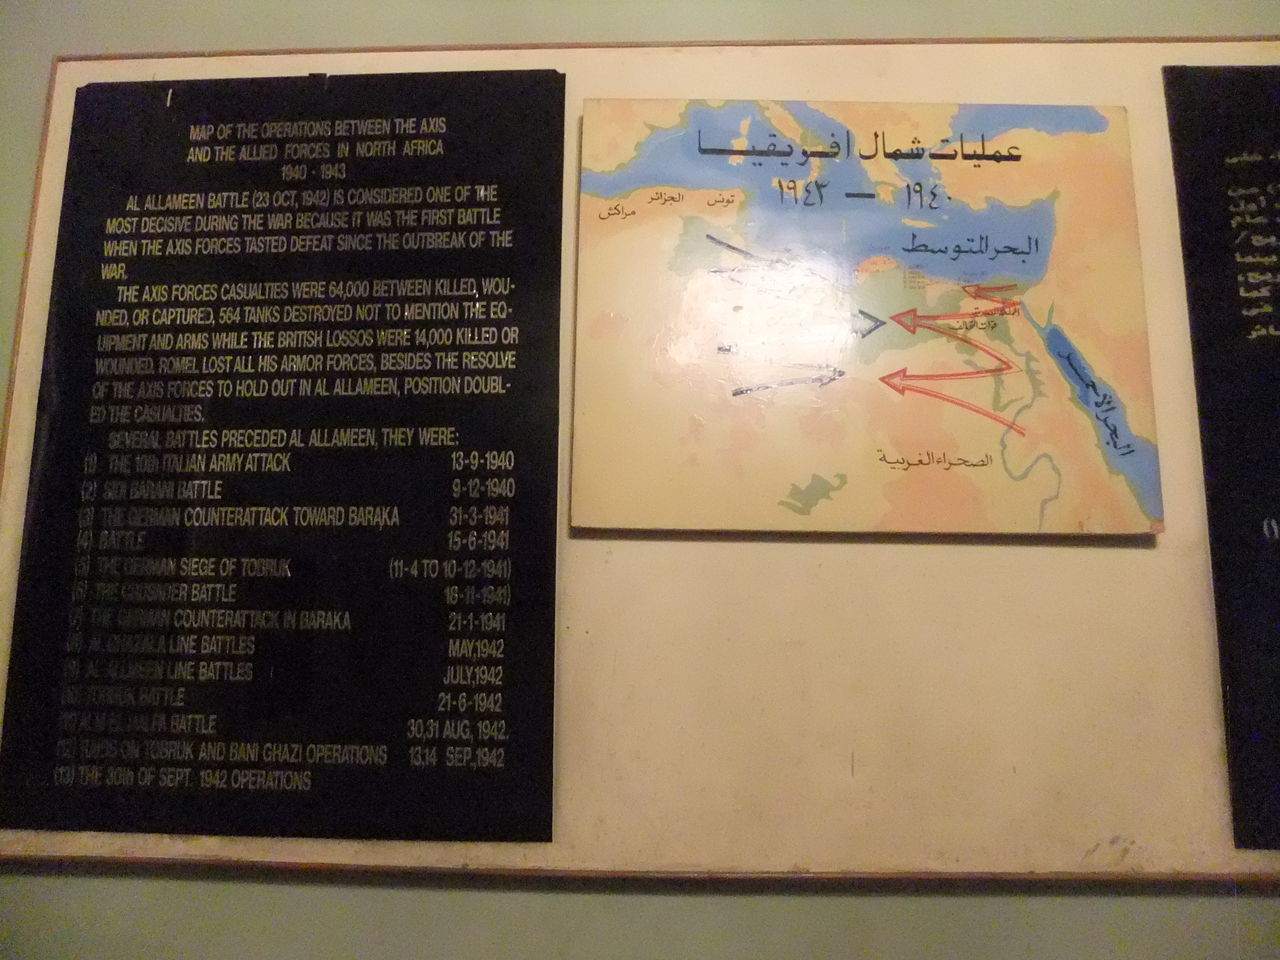 MAP OF THE OPERATIONS BETWEEN THE AXIS
AND THE ALLIED FORCES IN NORTH AFRICA
1940 - 1943
AL ALLAMEEN BATTLE (23 OCT, 1942) IS CONSIDERED ONE OF THE
MOST DECISIVE DURING THE WAR BECAUSE IT WAS THE FIRST BATTLE
WHEN THE AXIS FORCES TASTED DEFEAT SINCE THE OUTBREAK OF THE
WAR.
THE AXIS FORCES CASUALTIES WERE 64,000 BETWEEN KILLED, WOU-
NDED, OR CAPTURED, 564 TANKS DESTROYED NOT TO MENTION THE EQ-
UIPMENT AND ARMS WHILE THE BRITISH LOSSOS WERE 14,000 KILLED OR
WOUNDED. ROMEL LOST ALL HIS ARMOR FORCES, BESIDES THE RESOLVE
OF THE AXIS FORCES TO HOLD OUT IN AL ALLAMEEN, POSITION DOUBL-
ED THE CASUALTIES.
SEVERAL BATTLES PRECEDED AL ALLAMEEN, THEY WERE:
(1) THE 10th ITALIAN ARMY ATTACK 13-9-1940
(2) SIDI BARANI BATTLE 9-12-1940
(3) THE GERMAN COUNTERATTACK TOWARD BARAKA 31-3-1941
(4) BATTLE 15-6-1941
(5) THE GERMAN SIEGE OF TOBRUK (11-4 TO 10-12-1941)
(6) THE BATTLE 18-11-1941)
(7) THE GERMAN COUNTERATTACK IN BARAKA 21-1-1941
(8) AL GHAZALA LINE BATTLES MAY,1942
(9) AL ALLMEEN LINE BATTLES JULY,1942
(10) TOBRUK BATTLE 21-6-1942
BATTLE 30,31 AUG, 1942.
(12) ON TOBRUK AND BANI GHAZI OPERATIONS 13,14 SEP.,1942
(13) THE 30th OF SEPT. 1942 OPERATIONS
عمليات شمال افريقيا
١٩٤٠ — ١٩٤٣
تونس
الجزائر
مراكش
البحر المتوسط
البحر الأحمر
الصحراء الغربية